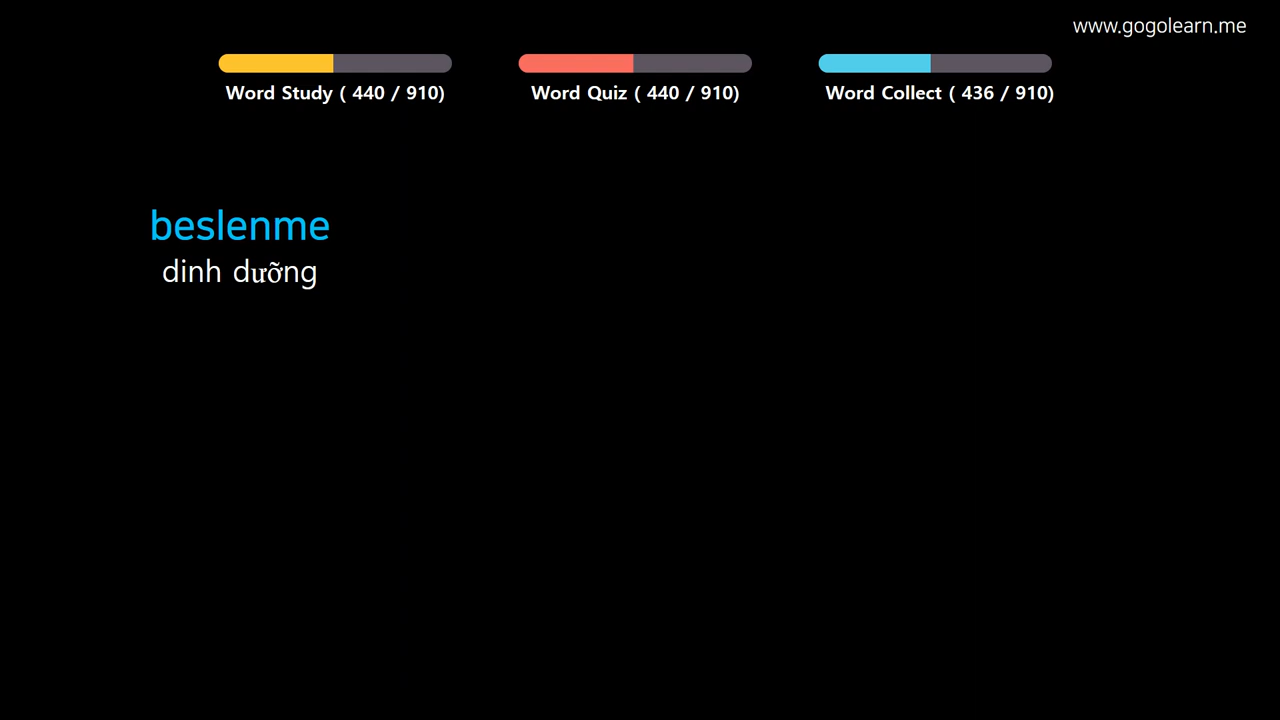 www.gogolearn.me
Word Study ( 440 / 910)
Word Quiz ( 440 / 910)
Word Collect ( 436 / 910)
beslenme
dinh dưỡng